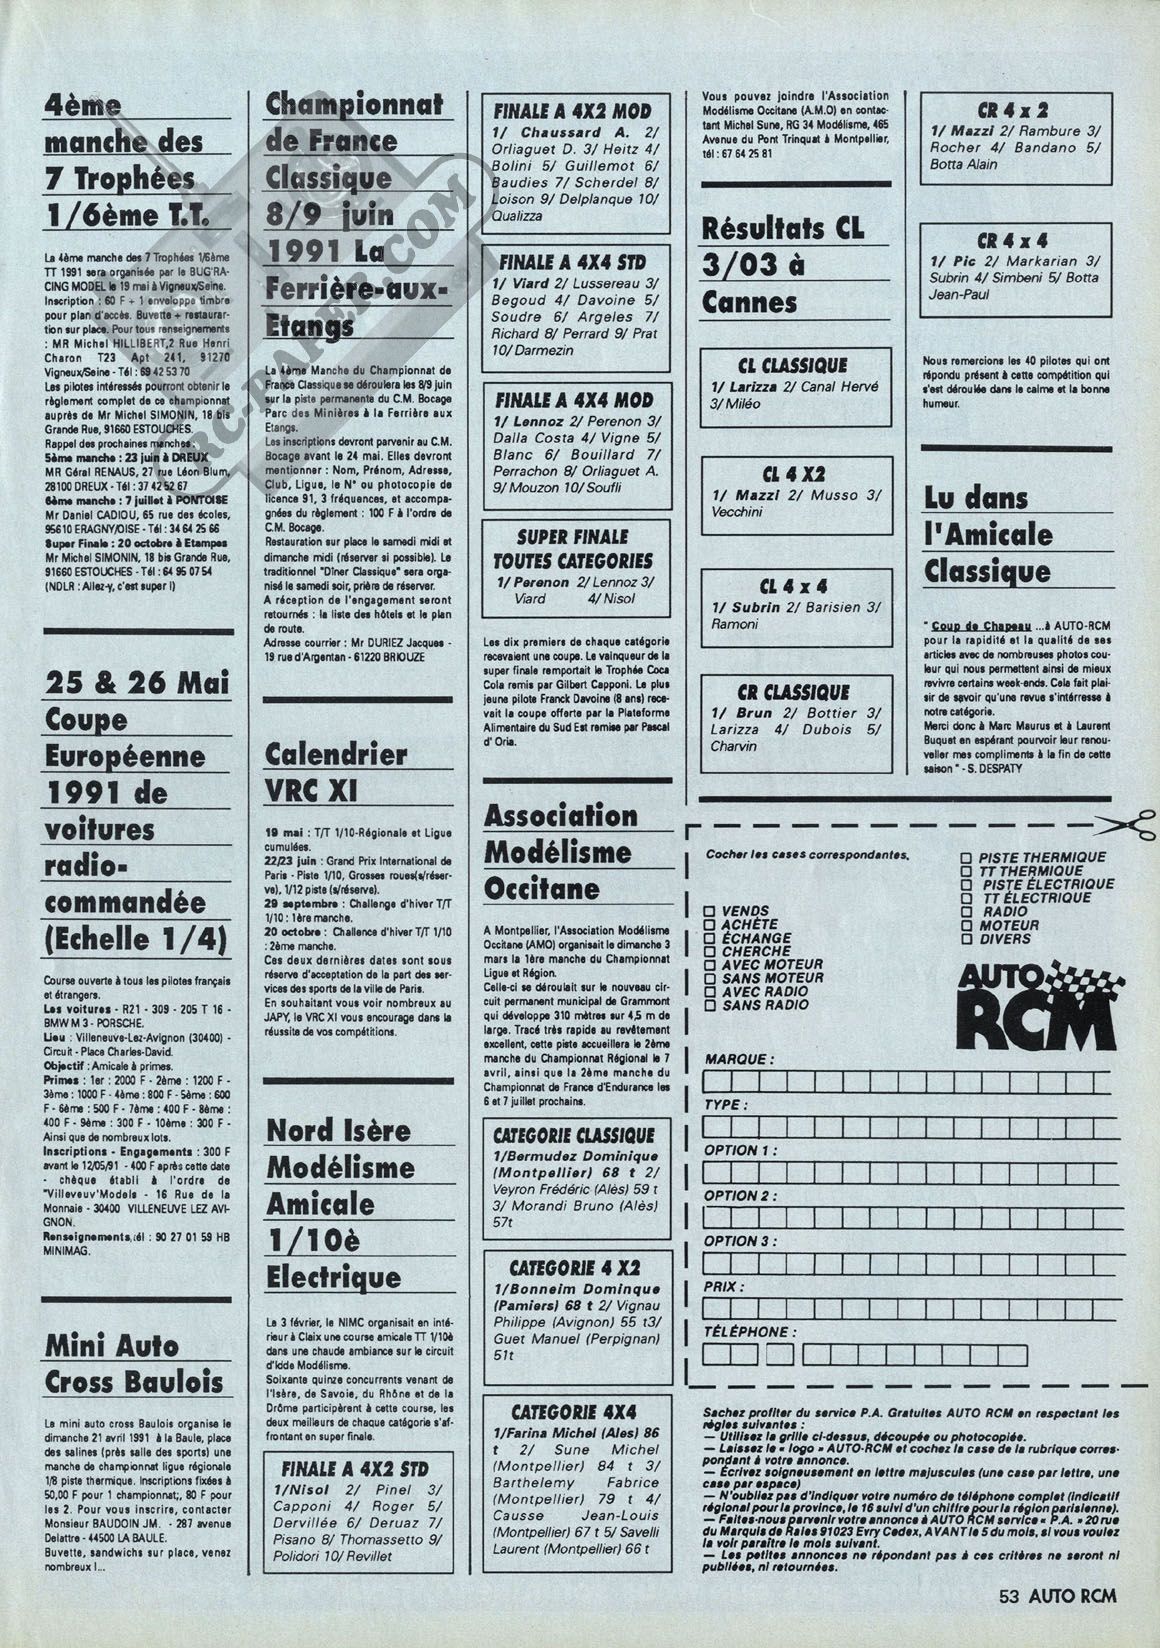 4ème
manche des
7 Trophées
1/6ème T.T.
La 4ème manche des 7 Trophées 1/6ème
TT 1991 sera organisée par le BUG'RA-
CING MODEL le 19 mai à Vigneux/Seine.
Inscription : 60 F + 1 enveloppe timbre
pour plan d'accès. Buvette + restaurar-
tion sur place. Pour tous renseignements
: MR Michel HILLIBERT,2 Rue Henri
Charon T23 Apt 241, 91270
Vigneux/Seine - Tél : 69 42 53 70
Les pilotes intéressés pourront obtenir le
règlement complet de ce championnat
auprès de Mr Michel SIMONIN, 18 bis
Grande Rue, 91660 ESTOUCHES.
Rappel des prochaines manches :
5ème manche : 23 juin à DREUX
MR Géral RENAUS, 27 rue Léon Blum,
28100 DREUX - Tél : 37 42 52 67
6ème manche : 7 juillet à PONTOISE
Mr Daniel CADIOU, 65 rue des écoles,
95610 ERAGNY/OISE - Tél : 34 64 25 66
Super Finale : 20 octobre à Etampes
Mr Michel SIMONIN, 18 bis Grande Rue,
91660 ESTOUCHES - Tél : 64 95 07 54
(NDLR : Allez-y, c'est super !)
25 & 26 Mai
Coupe
Européenne
1991 de
voitures
radio-
commandée
(Echelle 1/4)
Course ouverte à tous les pilotes français
et étrangers.
Les voitures - R21 - 309 - 205 T 16 -
BMW M 3 - PORSCHE.
Lieu : Villeneuve-Lez-Avignon (30400) -
Circuit - Place Charles-David.
Objectif : Amicale à primes.
Primes : 1er : 2000 F - 2ème : 1200 F -
3ème : 1000 F - 4ème : 800 F - 5ème : 600
F - 6ème : 500 F - 7ème : 400 F - 8ème :
400 F - 9ème : 300 F - 10ème : 300 F -
Ainsi que de nombreux lots.
Inscriptions - Engagements : 300 F
avant le 12/05/91 - 400 F après cette date
- chèque établi à l'ordre de
"Villeveuv'Models - 16 Rue de la
Monnaie - 30400 VILLENEUVE LEZ AVI-
GNON.
Renseignements,tél : 90 27 01 59 HB
MINIMAG.
Mini Auto
Cross Baulois
Le mini auto cross Baulois organise le
dimanche 21 avril 1991 à la Baule, place
des salines (près salle des sports) une
manche de championnat ligue régionale
1/8 piste thermique. Inscriptions fixées à
50,00 F pour 1 championnat;, 80 F pour
les 2. Pour vous inscrire, contacter
Monsieur BAUDOIN JM. - 287 avenue
Delattre - 44500 LA BAULE.
Buvette, sandwichs sur place, venez
nombreux !...
Championnat
de France
Classique
8/9 juin
1991 La
Ferrière-aux-
Etangs
La 4ème Manche du Championnat de
France Classique se déroulera les 8/9 juin
sur la piste permanente du C.M. Bocage
Parc des Minières à la Ferrière aux
Etangs.
Les inscriptions devront parvenir au C.M.
Bocage avant le 24 mai. Elles devront
mentionner : Nom, Prénom, Adresse,
Club, Ligue, le N° ou photocopie de
licence 91, 3 fréquences, et accompa-
gnées du règlement : 100 F à l'ordre de
C.M. Bocage.
Restauration sur place le samedi midi et
dimanche midi (réserver si possible). Le
traditionnel "Dîner Classique" sera orga-
nisé le samedi soir, prière de réserver.
A réception de l'engagement seront
retournés : la liste des hôtels et le plan
de route.
Adresse courrier : Mr DURIEZ Jacques -
19 rue d'Argentan - 61220 BRIOUZE
Calendrier
VRC XI
19 mai : T/T 1/10-Régionale et Ligue
cumulées.
22/23 juin : Grand Prix International de
Paris - Piste 1/10, Grosses roues(s/réser-
ve), 1/12 piste (s/réserve).
29 septembre : Challenge d'hiver T/T
1/10 : 1ère manche.
20 octobre : Challence d'hiver T/T 1/10
: 2ème manche.
Ces deux dernières dates sont sous
réserve d'acceptation de la part des ser-
vices des sports de la ville de Paris.
En souhaitant vous voir nombreux au
JAPY, le VRC XI vous encourage dans la
réussite de vos compétitions.
Nord Isère
Modélisme
Amicale
1/10è
Electrique
Le 3 février, le NIMC organisait en inté-
rieur à Claix une course amicale TT 1/10è
dans une chaude ambiance sur le circuit
d'Idde Modélisme.
Soixante quinze concurrents venant de
l'Isère, de Savoie, du Rhône et de la
Drôme participèrent à cette course, les
deux meilleurs de chaque catégorie s'af-
frontant en super finale.
FINALE A 4X2 STD
1/Nisol 2/ Pinel 3/
Capponi 4/ Roger 5/
Dervillée 6/ Deruaz 7/
Pisano 8/ Thomassetto 9/
Polidori 10/ Revillet
FINALE A 4X2 MOD
1/ Chaussard A. 2/
Orliaguet D. 3/ Heitz 4/
Bolini 5/ Guillemot 6/
Baudies 7/ Scherdel 8/
Loison 9/ Delplanque 10/
Qualizza
FINALE A 4X4 STD
1/ Viard 2/ Lussereau 3/
Begoud 4/ Davoine 5/
Soudre 6/ Argeles 7/
Richard 8/ Perrard 9/ Prat
10/ Darmezin
FINALE A 4X4 MOD
1/ Lennoz 2/ Perenon 3/
Dalla Costa 4/ Vigne 5/
Blanc 6/ Bouillard 7/
Perrachon 8/ Orliaguet A.
9/ Mouzon 10/ Soufli
SUPER FINALE
TOUTES CATEGORIES
1/ Perenon 2/ Lennoz 3/
Viard 4/ Nisol
Les dix premiers de chaque catégorie
recevaient une coupe. Le vainqueur de la
super finale remportait le Trophée Coca
Cola remis par Gilbert Capponi. Le plus
jeune pilote Franck Davoine (8 ans) rece-
vait la coupe offerte par la Plateforme
Alimentaire du Sud Est remise par Pascal
d' Oria.
Association
Modélisme
Occitane
A Montpellier, l'Association Modélisme
Occitane (AMO) organisait le dimanche 3
mars la 1ère manche du Championnat
Ligue et Région.
Celle-ci se déroulait sur le nouveau cir-
cuit permanent municipal de Grammont
qui développe 310 mètres sur 4,5 m de
large. Tracé très rapide au revêtement
excellent, cette piste accueillera le 2ème
manche du Championnat Régional le 7
avril, ainsi que la 2ème manche du
Championnat de France d'Endurance les
6 et 7 juillet prochains.
CATEGORIE CLASSIQUE
1/Bermudez Dominique
(Montpellier) 68 t 2/
Veyron Frédéric (Alès) 59 t
3/ Morandi Bruno (Alès)
57t
CATEGORIE 4 X2
1/Bonneim Dominque
(Pamiers) 68 t 2/ Vignau
Philippe (Avignon) 55 t3/
Guet Manuel (Perpignan)
51t
CATEGORIE 4X4
1/Farina Michel (Ales) 86
t 2/ Sune Michel
(Montpellier) 84 t 3/
Barthelemy Fabrice
(Montpellier) 79 t 4/
Causse Jean-Louis
(Montpellier) 67 t 5/ Savelli
Laurent (Montpellier) 66 t
Vous pouvez joindre l'Association
Modélisme Occitane (A.M.O) en contac-
tant Michel Sune, RG 34 Modélisme, 465
Avenue du Pont Trinquat à Montpellier,
tél : 67 64 25 81
Résultats CL
3/03 à
Cannes
CL CLASSIQUE
1/ Larizza 2/ Canal Hervé
3/ Miléo
CL 4 X2
1/ Mazzi 2/ Musso 3/
Vecchini
CL 4 x 4
1/ Subrin 2/ Barisien 3/
Ramoni
CR CLASSIQUE
1/ Brun 2/ Bottier 3/
Larizza 4/ Dubois 5/
Charvin
CR 4 x 2
1/ Mazzi 2/ Rambure 3/
Rocher 4/ Bandano 5/
Botta Alain
CR 4 x 4
1/ Pic 2/ Markarian 3/
Subrin 4/ Simbeni 5/ Botta
Jean-Paul
Nous remercions les 40 pilotes qui ont
répondu présent à cette compétition qui
s'est déroulée dans le calme et la bonne
humeur.
Lu dans
l'Amicale
Classique
" Coup de Chapeau ...à AUTO-RCM
pour la rapidité et la qualité de ses
articles avec de nombreuses photos cou-
leur qui nous permettent ainsi de mieux
revivre certains week-ends. Cela fait plai-
sir de savoir qu'une revue s'intérresse à
notre catégorie.
Merci donc à Marc Maurus et à Laurent
Buquet en espérant pourvoir leur renou-
veller mes compliments à la fin de cette
saison " - S. DESPATY
Cocher les cases correspondantes.
VENDS
ACHÈTE
ÉCHANGE
CHERCHE
AVEC MOTEUR
SANS MOTEUR
AVEC RADIO
SANS RADIO
PISTE THERMIQUE
TT THERMIQUE
PISTE ÉLECTRIQUE
TT ÉLECTRIQUE
RADIO
MOTEUR
DIVERS
AUTO
RCM
MARQUE :
TYPE :
OPTION 1 :
OPTION 2 :
OPTION 3 :
PRIX :
TÉLÉPHONE :
Sachez profiter du service P.A. Gratuites AUTO RCM en respectant les
règles suivantes :
— Utilisez la grille ci-dessus, découpée ou photocopiée.
— Laissez le « logo » AUTO-RCM et cochez la case de la rubrique corres-
pondant à votre annonce.
— Écrivez soigneusement en lettre majuscules (une case par lettre, une
case par espace)
— N'oubliez pas d'indiquer votre numéro de téléphone complet (indicatif
régional pour la province, le 16 suivi d'un chiffre pour la région parisienne).
— Faites-nous parvenir votre annonce à AUTO RCM service « P.A. » 20 rue
du Marquis de Raies 91023 Evry Cedex, AVANT le 5 du mois, si vous voulez
la voir paraître le mois suivant.
— Les petites annonces ne répondant pas à ces critères ne seront ni
publiées, ni retournées.
53 AUTO RCM
RC-PAPER.COM